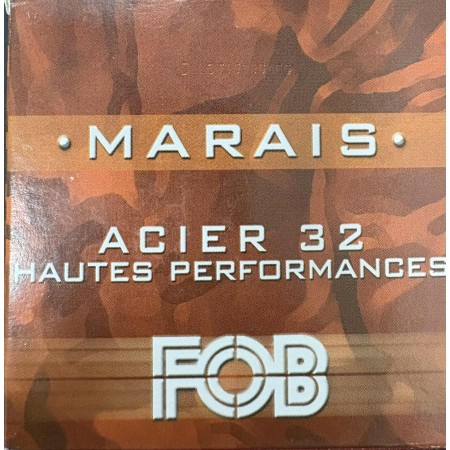 • MARAIS •
ACIER 32
HAUTES PERFORMANCES
FOB